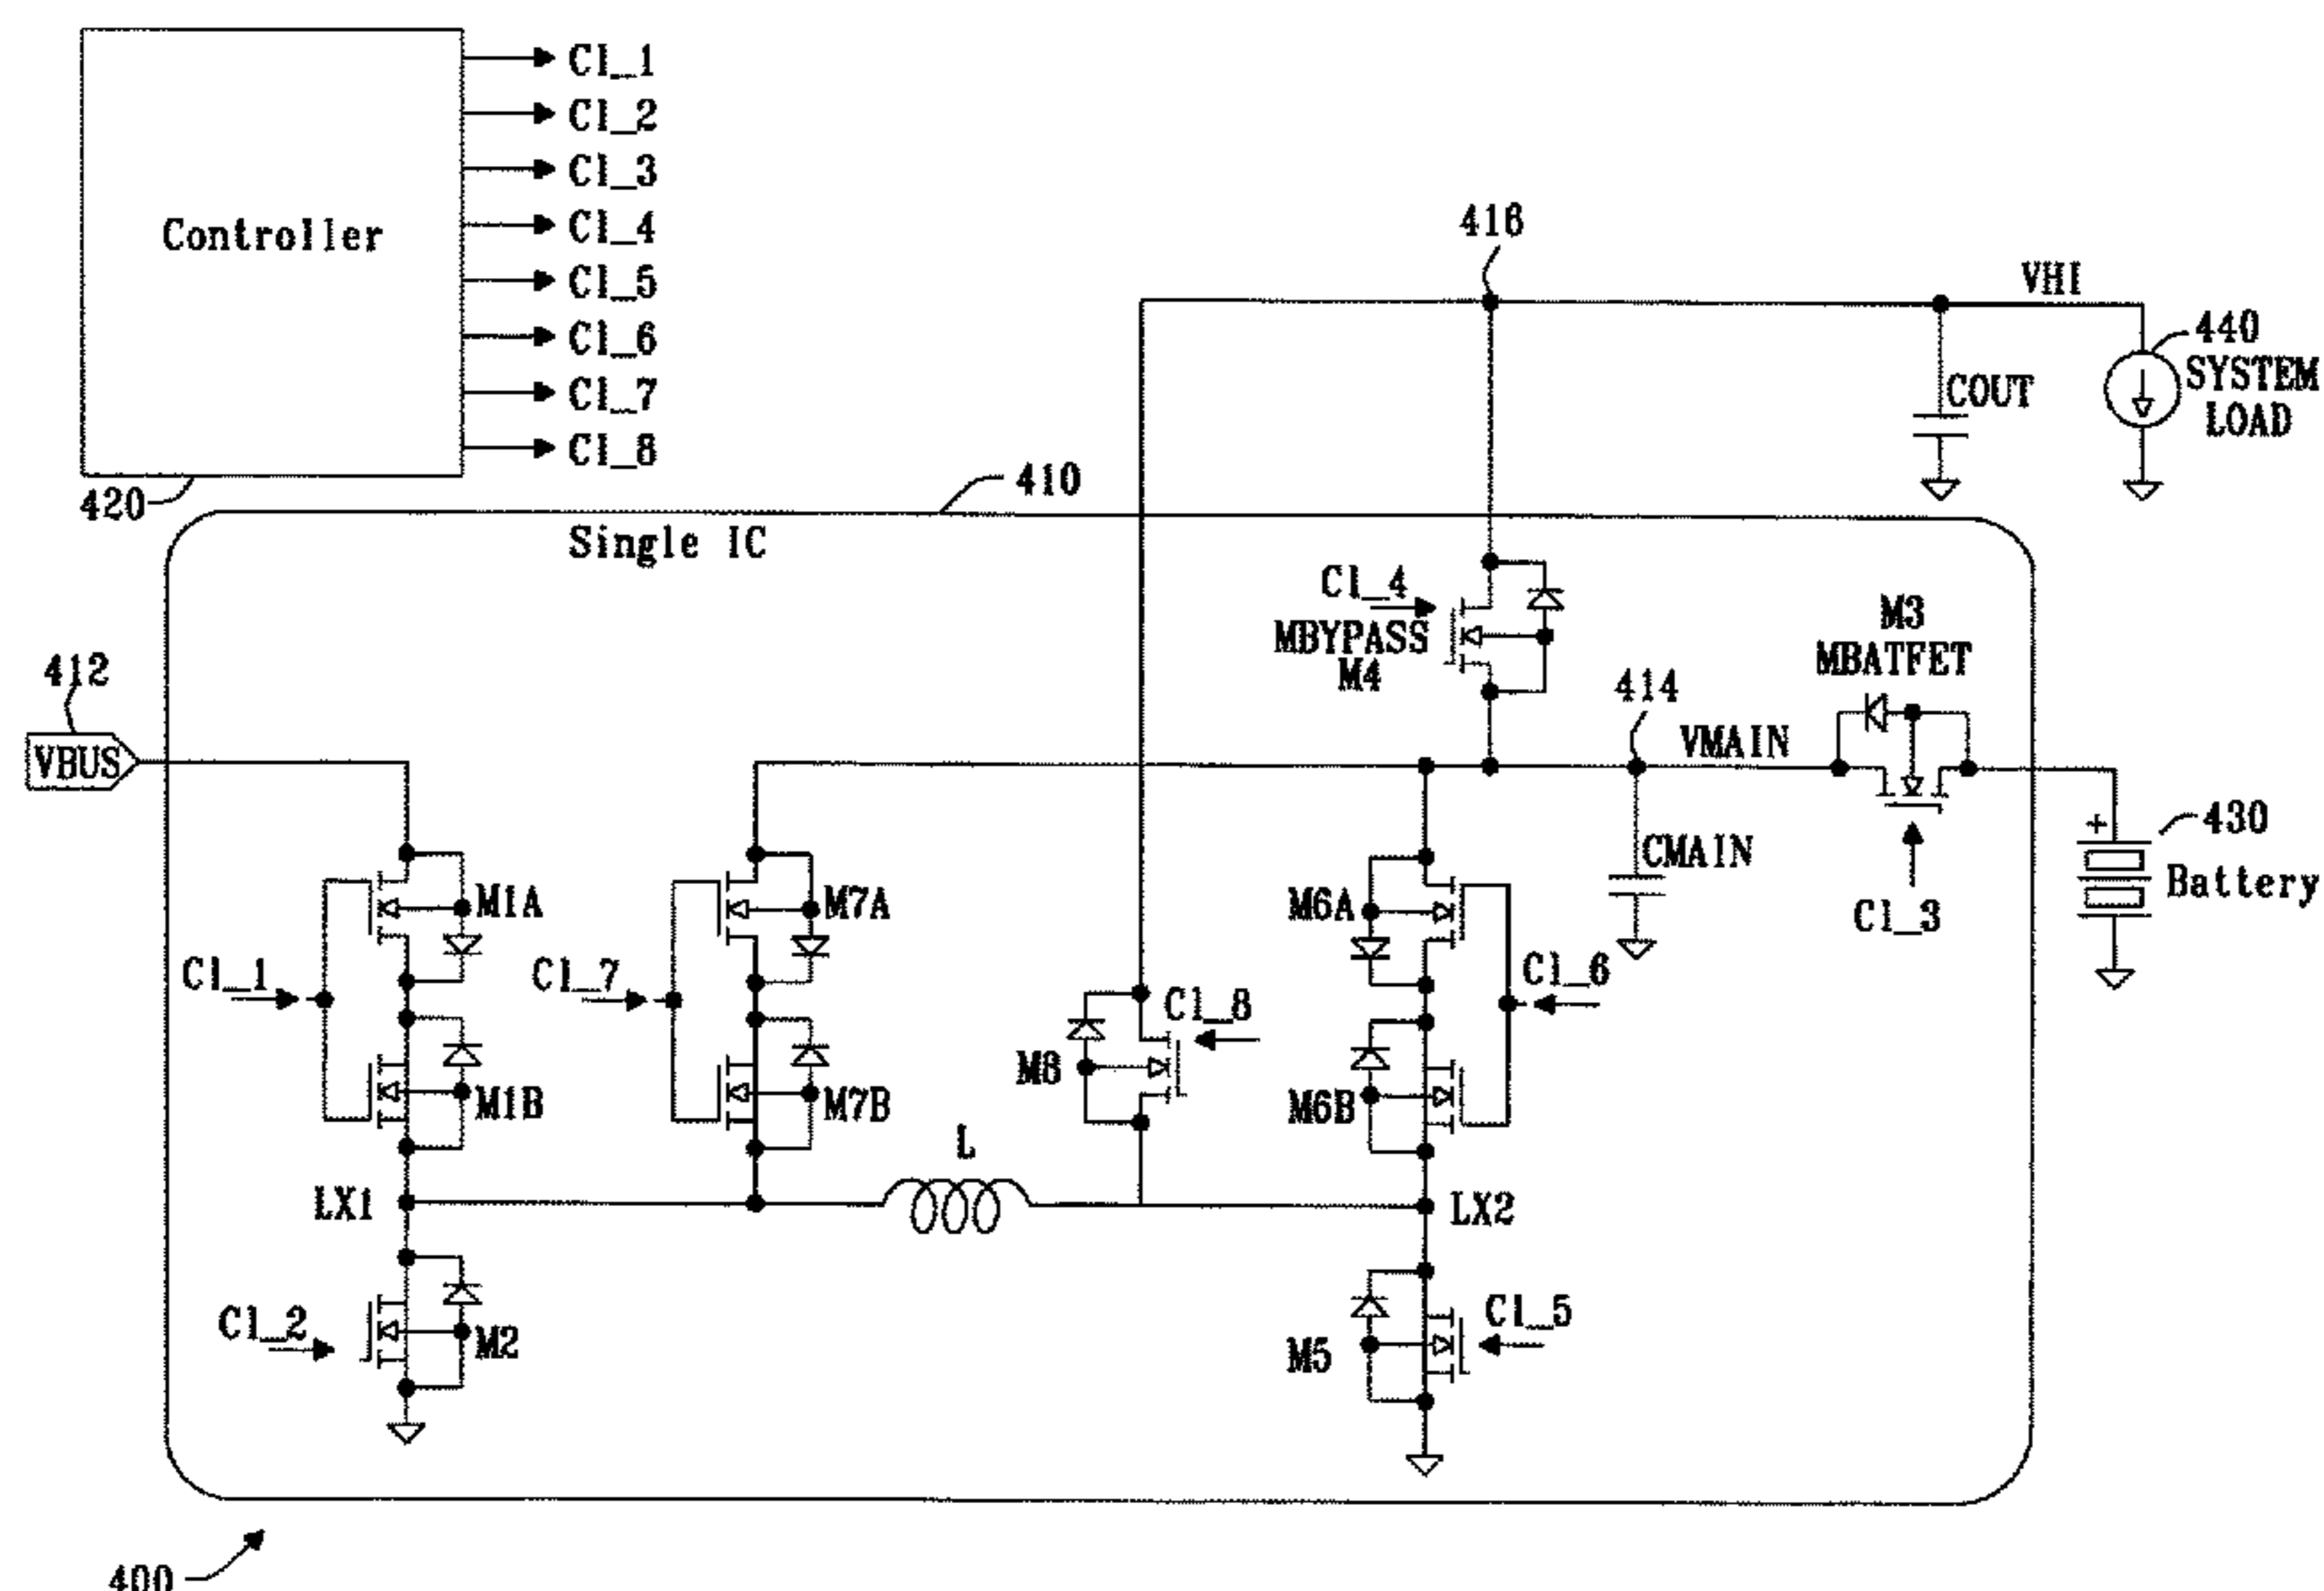 Cl_1
Cl_2
Cl_3
Cl_4
Cl_5
Cl_6
Cl_7
Cl_8
Controller
420
410
416
VHI
440
SYSTEM
LOAD
COUT
Single IC
Cl_4
MBYPASS
M4
M3
MBATFET
412
VBUS
414
VMAIN
CMAIN
Cl_3
+
430
Battery
M1A
M7A
M6A
Cl_1
Cl_7
Cl_8
Cl_6
M8
M1B
M7B
M6B
L
LX1
LX2
Cl_2
M2
M5
Cl_5
400